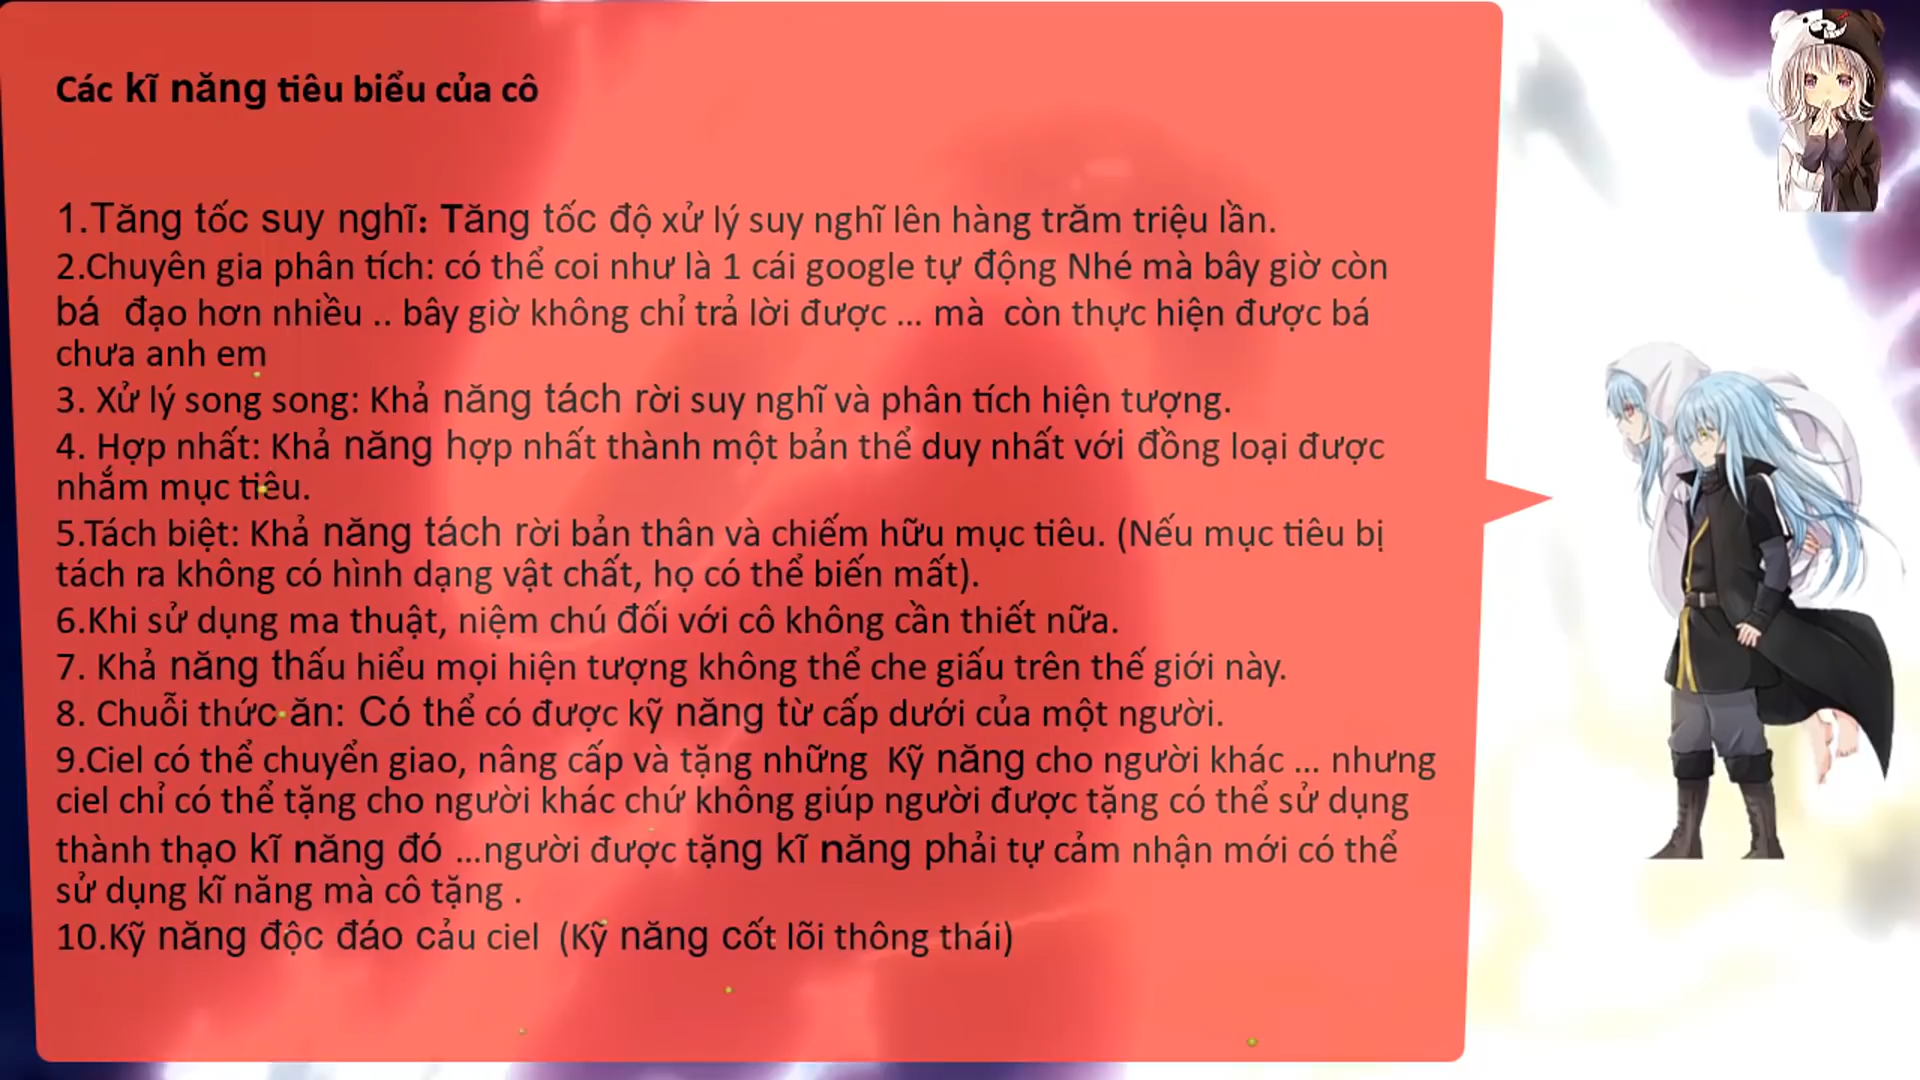 Các kĩ năng tiêu biểu của cô
1.Tăng tốc suy nghĩ: Tăng tốc độ xử lý suy nghĩ lên hàng trăm triệu lần.
2.Chuyên gia phân tích: có thể coi như là 1 cái google tự động Nhé mà bây giờ còn
bá đạo hơn nhiều .. bây giờ không chỉ trả lời được ... mà còn thực hiện được bá
chưa anh em
3. Xử lý song song: Khả năng tách rời suy nghĩ và phân tích hiện tượng.
4. Hợp nhất: Khả năng hợp nhất thành một bản thể duy nhất với đồng loại được
nhắm mục tiêu.
5.Tách biệt: Khả năng tách rời bản thân và chiếm hữu mục tiêu. (Nếu mục tiêu bị
tách ra không có hình dạng vật chất, họ có thể biến mất).
6.Khi sử dụng ma thuật, niệm chú đối với cô không cần thiết nữa.
7. Khả năng thấu hiểu mọi hiện tượng không thể che giấu trên thế giới này.
8. Chuỗi thức ăn: Có thể có được kỹ năng từ cấp dưới của một người.
9.Ciel có thể chuyển giao, nâng cấp và tặng những Kỹ năng cho người khác ... nhưng
ciel chỉ có thể tặng cho người khác chứ không giúp người được tặng có thể sử dụng
thành thạo kĩ năng đó ...người được tặng kĩ năng phải tự cảm nhận mới có thể
sử dụng kĩ năng mà cô tặng .
10.Kỹ năng độc đáo cảu ciel (Kỹ năng cốt lõi thông thái)